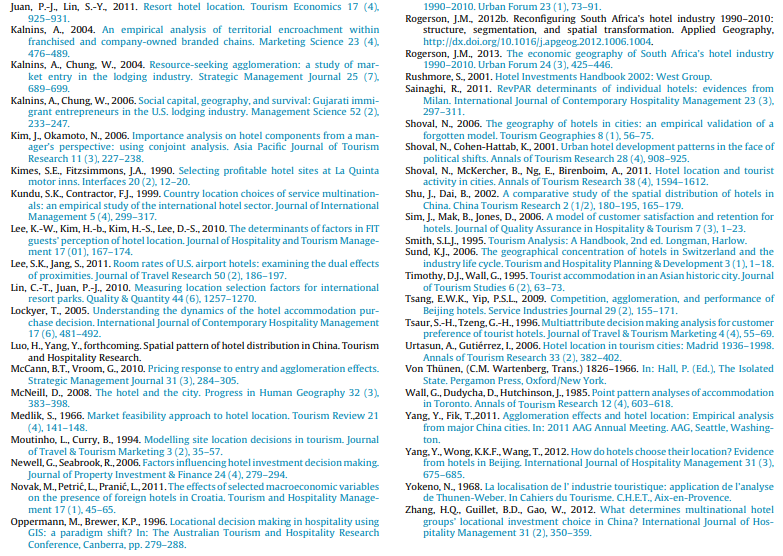 Juan, P.-J., Lin, S.-Y., 2011. Resort hotel location. Tourism Economics 17 (4),
925–931.
Kalnins, A., 2004. An empirical analysis of territorial encroachment within
franchised and company-owned branded chains. Marketing Science 23 (4),
476–489.
Kalnins, A., Chung, W., 2004. Resource-seeking agglomeration: a study of mar-
ket entry in the lodging industry. Strategic Management Journal 25 (7),
689–699.
Kalnins, A., Chung, W., 2006. Social capital, geography, and survival: Gujarati immi-
grant entrepreneurs in the U.S. lodging industry. Management Science 52 (2),
233–247.
Kim, J., Okamoto, N., 2006. Importance analysis on hotel components from a man-
ager's perspective: using conjoint analysis. Asia Pacific Journal of Tourism
Research 11 (3), 227–238.
Kimes, S.E., Fitzsimmons, J.A., 1990. Selecting profitable hotel sites at La Quinta
motor inns. Interfaces 20 (2), 12–20.
Kundu, S.K., Contractor, F.J., 1999. Country location choices of service multination-
als: an empirical study of the international hotel sector. Journal of International
Management 5 (4), 299–317.
Lee, K.-W., Kim, H.-b., Kim, H.-S., Lee, D.-S., 2010. The determinants of factors in FIT
guests' perception of hotel location. Journal of Hospitality and Tourism Manage-
ment 17 (01), 167–174.
Lee, S.K., Jang, S., 2011. Room rates of U.S. airport hotels: examining the dual effects
of proximities. Journal of Travel Research 50 (2), 186–197.
Lin, C.-T., Juan, P.-J., 2010. Measuring location selection factors for international
resort parks. Quality & Quantity 44 (6), 1257–1270.
Lockyer, T., 2005. Understanding the dynamics of the hotel accommodation pur-
chase decision. International Journal of Contemporary Hospitality Management
17 (6), 481–492.
Luo, H., Yang, Y., forthcoming. Spatial pattern of hotel distribution in China. Tourism
and Hospitality Research.
McCann, B.T., Vroom, G., 2010. Pricing response to entry and agglomeration effects.
Strategic Management Journal 31 (3), 284–305.
McNeill, D., 2008. The hotel and the city. Progress in Human Geography 32 (3),
383–398.
Medlik, S., 1966. Market feasibility approach to hotel location. Tourism Review 21
(4), 141–148.
Moutinho, L., Curry, B., 1994. Modelling site location decisions in tourism. Journal
of Travel & Tourism Marketing 3 (2), 35–57.
Newell, G., Seabrook, R., 2006. Factors influencing hotel investment decision making.
Journal of Property Investment & Finance 24 (4), 279–294.
Novak, M., Petrić, L., Pranić, L., 2011. The effects of selected macroeconomic variables
on the presence of foreign hotels in Croatia. Tourism and Hospitality Manage-
ment 17 (1), 45–65.
Oppermann, M., Brewer, K.P., 1996. Locational decision making in hospitality using
GIS: a paradigm shift? In: The Australian Tourism and Hospitality Research
Conference, Canberra, pp. 279–288.
1990–2010. Urban Forum 23 (1), 73–91.
Rogerson, J.M., 2012b. Reconfiguring South Africa's hotel industry 1990–2010:
structure, segmentation, and spatial transformation. Applied Geography,
http://dx.doi.org/10.1016/j.apgeog.2012.1006.1004.
Rogerson, J.M., 2013. The economic geography of South Africa's hotel industry
1990–2010. Urban Forum 24 (3), 425–446.
Rushmore, S., 2001. Hotel Investments Handbook 2002: West Group.
Sainaghi, R., 2011. RevPAR determinants of individual hotels: evidences from
Milan. International Journal of Contemporary Hospitality Management 23 (3),
297–311.
Shoval, N., 2006. The geography of hotels in cities: an empirical validation of a
forgotten model. Tourism Geographies 8 (1), 56–75.
Shoval, N., Cohen-Hattab, K., 2001. Urban hotel development patterns in the face of
political shifts. Annals of Tourism Research 28 (4), 908–925.
Shoval, N., McKercher, B., Ng, E., Birenboim, A., 2011. Hotel location and tourist
activity in cities. Annals of Tourism Research 38 (4), 1594–1612.
Shu, J., Dai, B., 2002. A comparative study of the spatial distribution of hotels in
China. China Tourism Research 2 (1/2), 180–195, 165–179.
Sim, J., Mak, B., Jones, D., 2006. A model of customer satisfaction and retention for
hotels. Journal of Quality Assurance in Hospitality & Tourism 7 (3), 1–23.
Smith, S.L.J., 1995. Tourism Analysis: A Handbook, 2nd ed. Longman, Harlow.
Sund, K.J., 2006. The geographical concentration of hotels in Switzerland and the
industry life cycle. Tourism and Hospitality Planning & Development 3 (1), 1–18.
Timothy, D.J., Wall, G., 1995. Tourist accommodation in an Asian historic city. Journal
of Tourism Studies 6 (2), 63–73.
Tsang, E.W.K., Yip, P.S.L., 2009. Competition, agglomeration, and performance of
Beijing hotels. Service Industries Journal 29 (2), 155–171.
Tsaur, S.-H., Tzeng, G.-H., 1996. Multiattribute decision making analysis for customer
preference of tourist hotels. Journal of Travel & Tourism Marketing 4 (4), 55–69.
Urtasun, A., Gutiérrez, I., 2006. Hotel location in tourism cities: Madrid 1936–1998.
Annals of Tourism Research 33 (2), 382–402.
Von Thünen, (C.M. Wartenberg, Trans.) 1826–1966. In: Hall, P. (Ed.), The Isolated
State. Pergamon Press, Oxford/New York.
Wall, G., Dudycha, D., Hutchinson, J., 1985. Point pattern analyses of accommodation
in Toronto. Annals of Tourism Research 12 (4), 603–618.
Yang, Y., Fik, T.,2011. Agglomeration effects and hotel location: Empirical analysis
from major China cities. In: 2011 AAG Annual Meeting. AAG, Seattle, Washing-
ton.
Yang, Y., Wong, K.K.F., Wang, T., 2012. How do hotels choose their location? Evidence
from hotels in Beijing. International Journal of Hospitality Management 31 (3),
675–685.
Yokeno, N., 1968. La localisation de l' industrie touristique: application de l'analyse
de Thunen-Weber. In Cahiers du Tourisme. C.H.E.T., Aix-en-Provence.
Zhang, H.Q., Guillet, B.D., Gao, W., 2012. What determines multinational hotel
groups' locational investment choice in China? International Journal of Hos-
pitality Management 31 (2), 350–359.